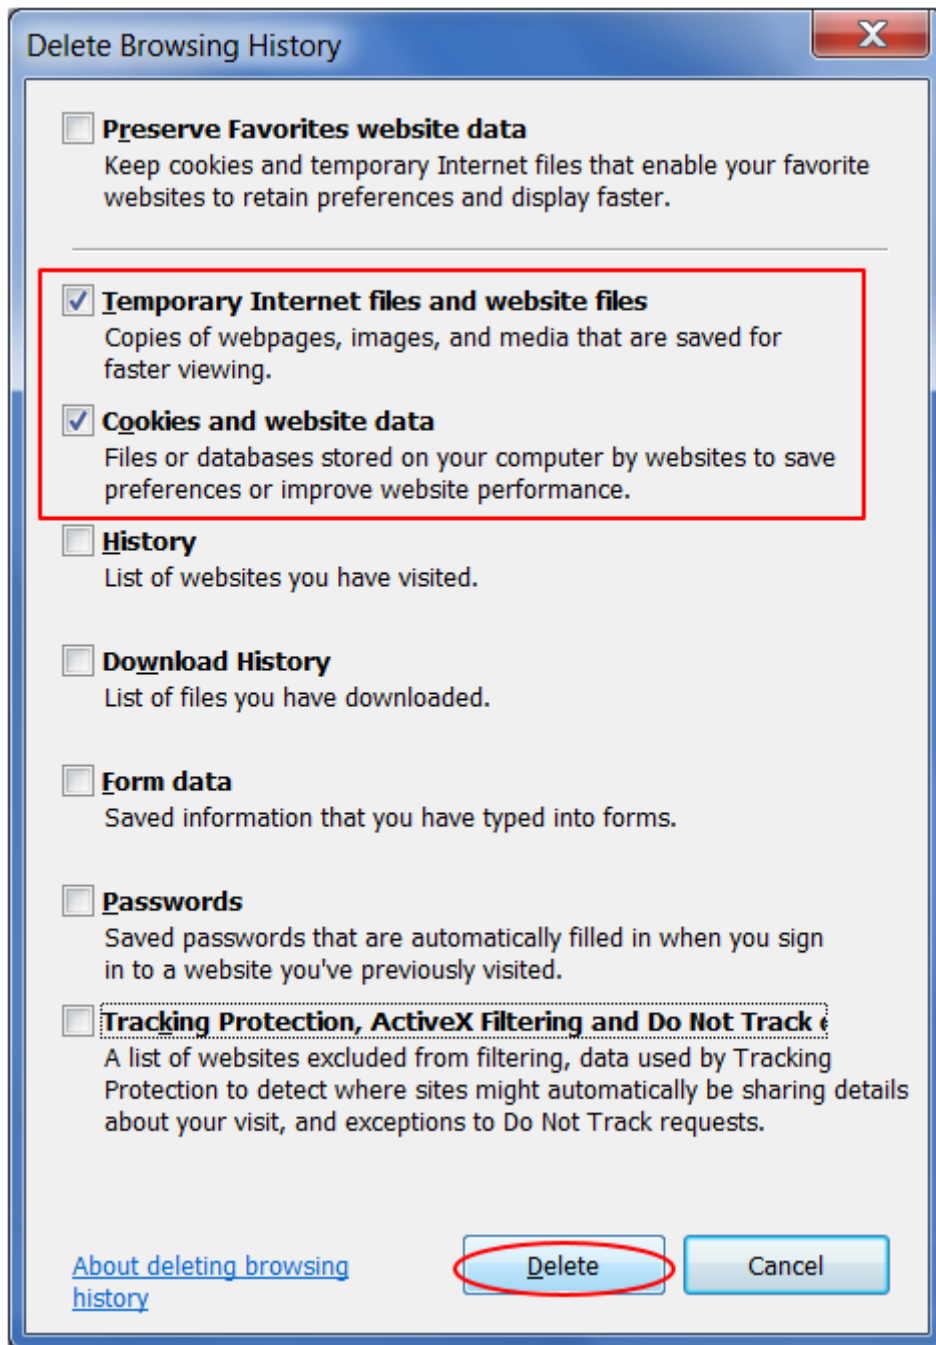 Delete Browsing History
Preserve Favorites website data
Keep cookies and temporary Internet files that enable your favorite
websites to retain preferences and display faster.
Temporary Internet files and website files
Copies of webpages, images, and media that are saved for
faster viewing.
Cookies and website data
Files or databases stored on your computer by websites to save
preferences or improve website performance.
History
List of websites you have visited.
Download History
List of files you have downloaded.
Form data
Saved information that you have typed into forms.
Passwords
Saved passwords that are automatically filled in when you sign
in to a website you've previously visited.
Tracking Protection, ActiveX Filtering and Do Not Track
A list of websites excluded from filtering, data used by Tracking
Protection to detect where sites might automatically be sharing details
about your visit, and exceptions to Do Not Track requests.
About deleting browsing
history
Delete
Cancel